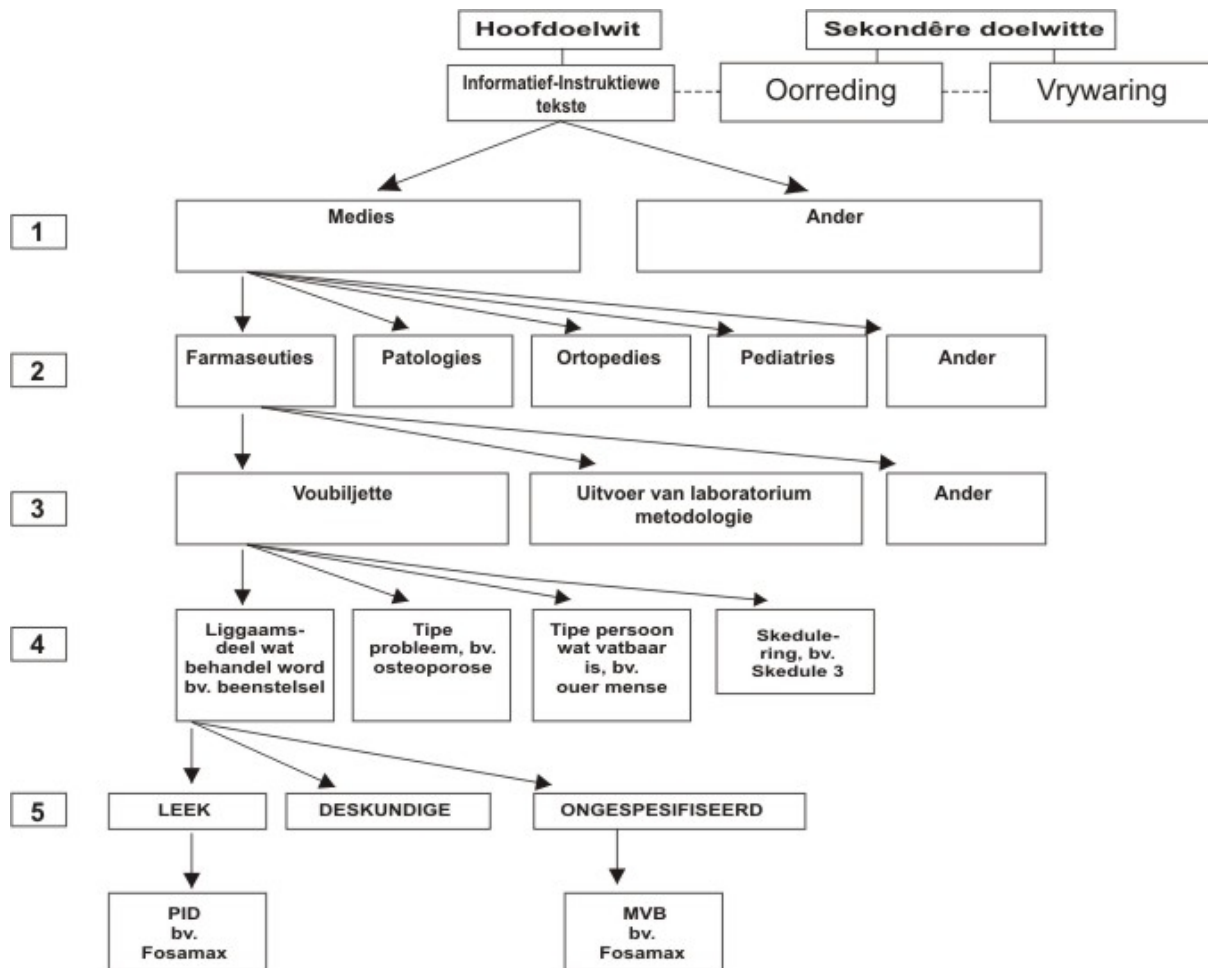 Hoofdoelwit
Sekondêre doelwitte
Informatief-Instruktiewe
tekste
Oorreding
Vrywaring
1
Medies
Ander
2
Farmaseuties
Patologies
Ortopedies
Pediatries
Ander
3
Voubiljette
Uitvoer van laboratorium
metodologie
Ander
4
Liggaams-
deel wat
behandel word
bv. beenstelsel
Tipe
probleem, bv.
osteoporose
Tipe persoon
wat vatbaar
is, bv.
ouer mense
Skedule-
ring, bv.
Skedule 3
5
LEEK
DESKUNDIGE
ONGESPESIFISEERD
PID
bv.
Fosamax
MVB
bv.
Fosamax